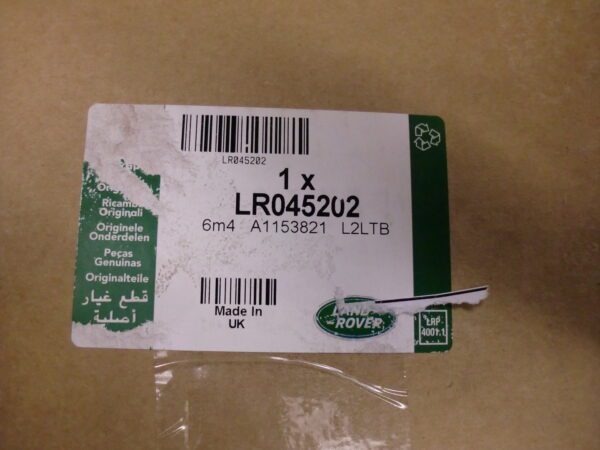 LR045202
1 x
LR045202
6m4 A1153821 L2LTB
Originali
Originele
Onderdelen
Peças
Genuinas
Originalteile
قطع غيار
أصلية
Made In
UK
LAND
ROVER
LRP
4001.1